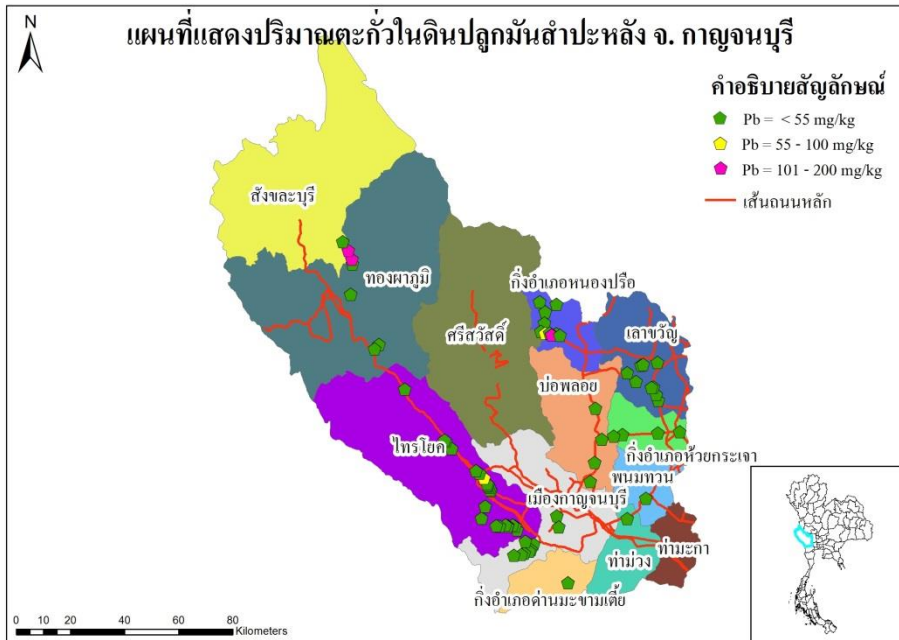 แผนที่แสดงปริมาณตะกั่วในดินปลูกมันสำปะหลัง จ. กาญจนบุรี
N
คำอธิบายสัญลักษณ์
Pb = < 55 mg/kg
Pb = 55 - 100 mg/kg
Pb = 101 - 200 mg/kg
เส้นถนนหลัก
สังขละบุรี
ทองผาภูมิ
กิ่งอำเภอหนองปรือ
ศรีสวัสดิ์
เลาขวัญ
บ่อพลอย
ไทรโยค
กิ่งอำเภอห้วยกระเจา
พนมทวน
เมืองกาญจนบุรี
ท่ามะกา
ท่าม่วง
กิ่งอำเภอด่านมะขามเตี้ย
0 10 20 40 60 80
Kilometers